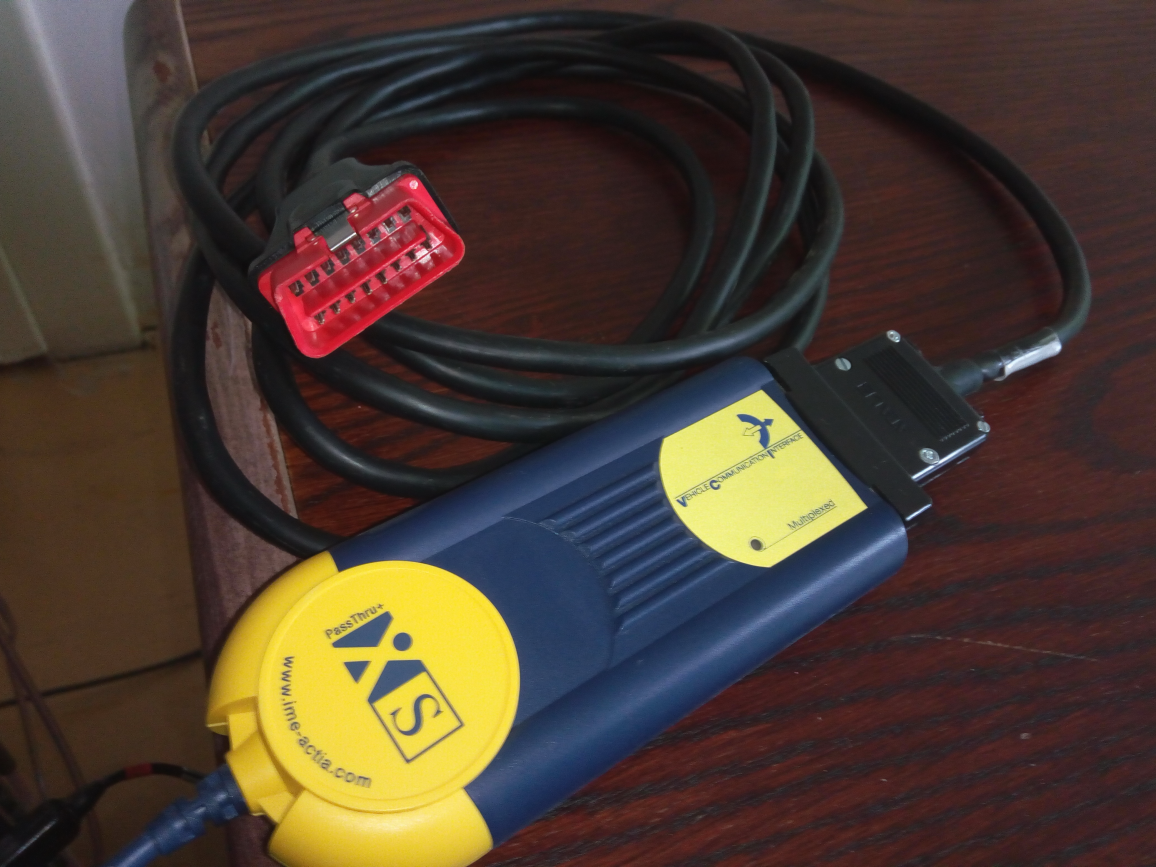 VEHICLE COMMUNICATION INTERFACE
Multiplexed
PassThru+
XS
www.ime-actia.com